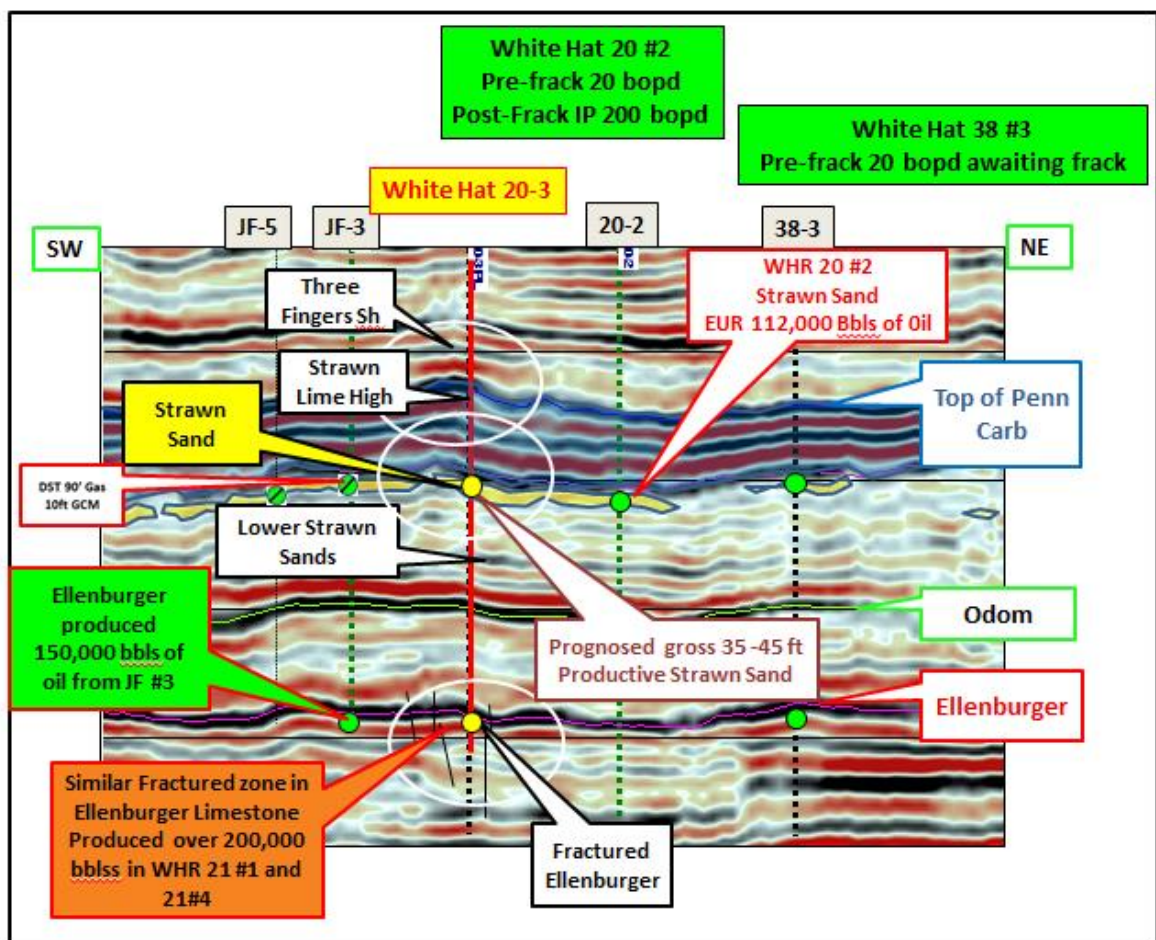 White Hat 20 #2
Pre-frack 20 bopd
Post-Frack IP 200 bopd
White Hat 38 #3
Pre-frack 20 bopd awaiting frack
White Hat 20-3
JF-5
JF-3
20-2
38-3
SW
NE
Three
Fingers Sh
WHR 20 #2
Strawn Sand
EUR 112,000 Bbls of Oil
Strawn
Lime High
Strawn
Sand
Top of Penn
Carb
DST 90' Gas
10ft GCM
Lower Strawn
Sands
Ellenburger
produced
150,000 bbls of
oil from JF #3
Odom
Prognosed gross 35 -45 ft
Productive Strawn Sand
Ellenburger
Similar Fractured zone in
Ellenburger Limestone
Produced over 200,000
bblss in WHR 21 #1 and
21#4
Fractured
Ellenburger